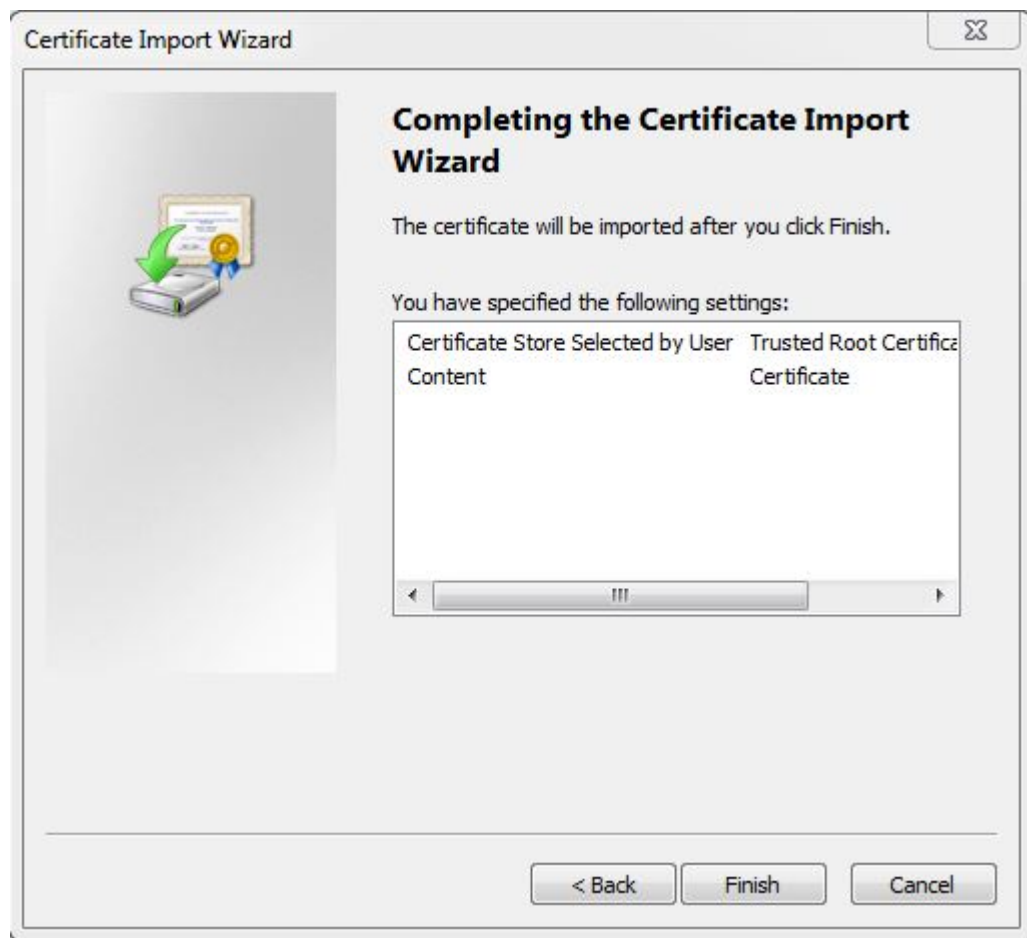 Certificate Import Wizard
Completing the Certificate Import
Wizard
The certificate will be imported after you click Finish.
You have specified the following settings:
Certificate Store Selected by User Trusted Root Certifica
Content Certificate
< Back Finish Cancel